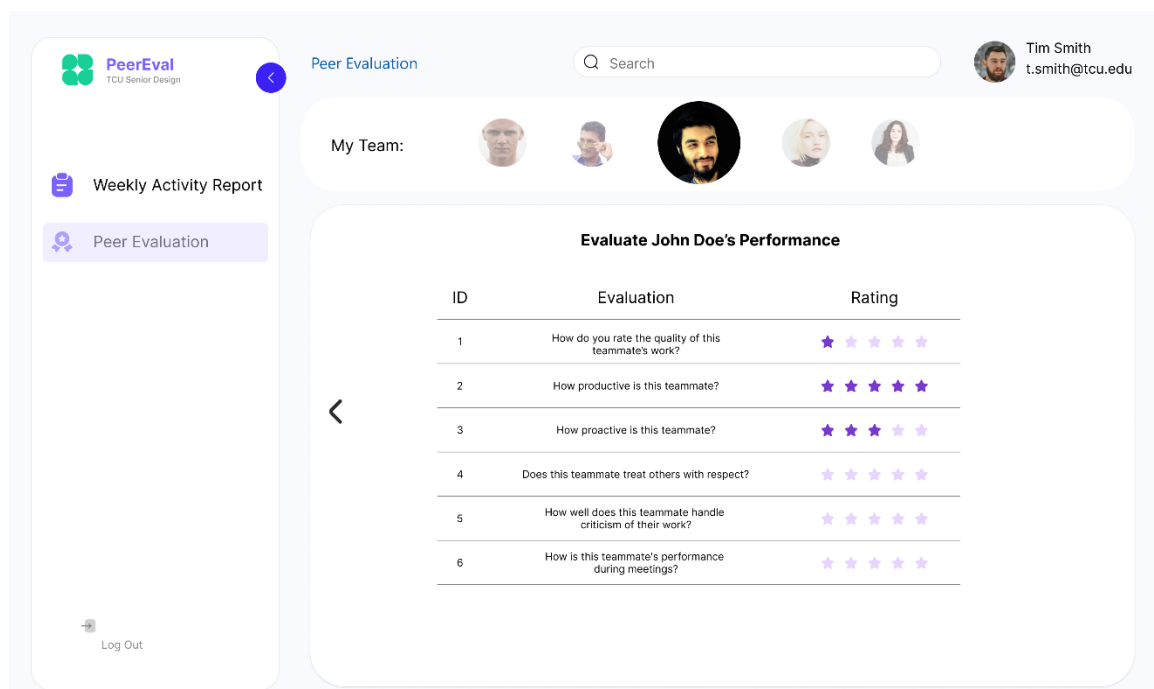 PeerEval
TCU Senior Design
Peer Evaluation
Search
Tim Smith
t.smith@tcu.edu
My Team:
Weekly Activity Report
Peer Evaluation
Evaluate John Doe’s Performance
ID Evaluation Rating
1 How do you rate the quality of this
teammate's work?
2 How productive is this teammate?
3 How proactive is this teammate?
4 Does this teammate treat others with respect?
5 How well does this teammate handle
criticism of their work?
6 How is this teammate's performance
during meetings?
Log Out